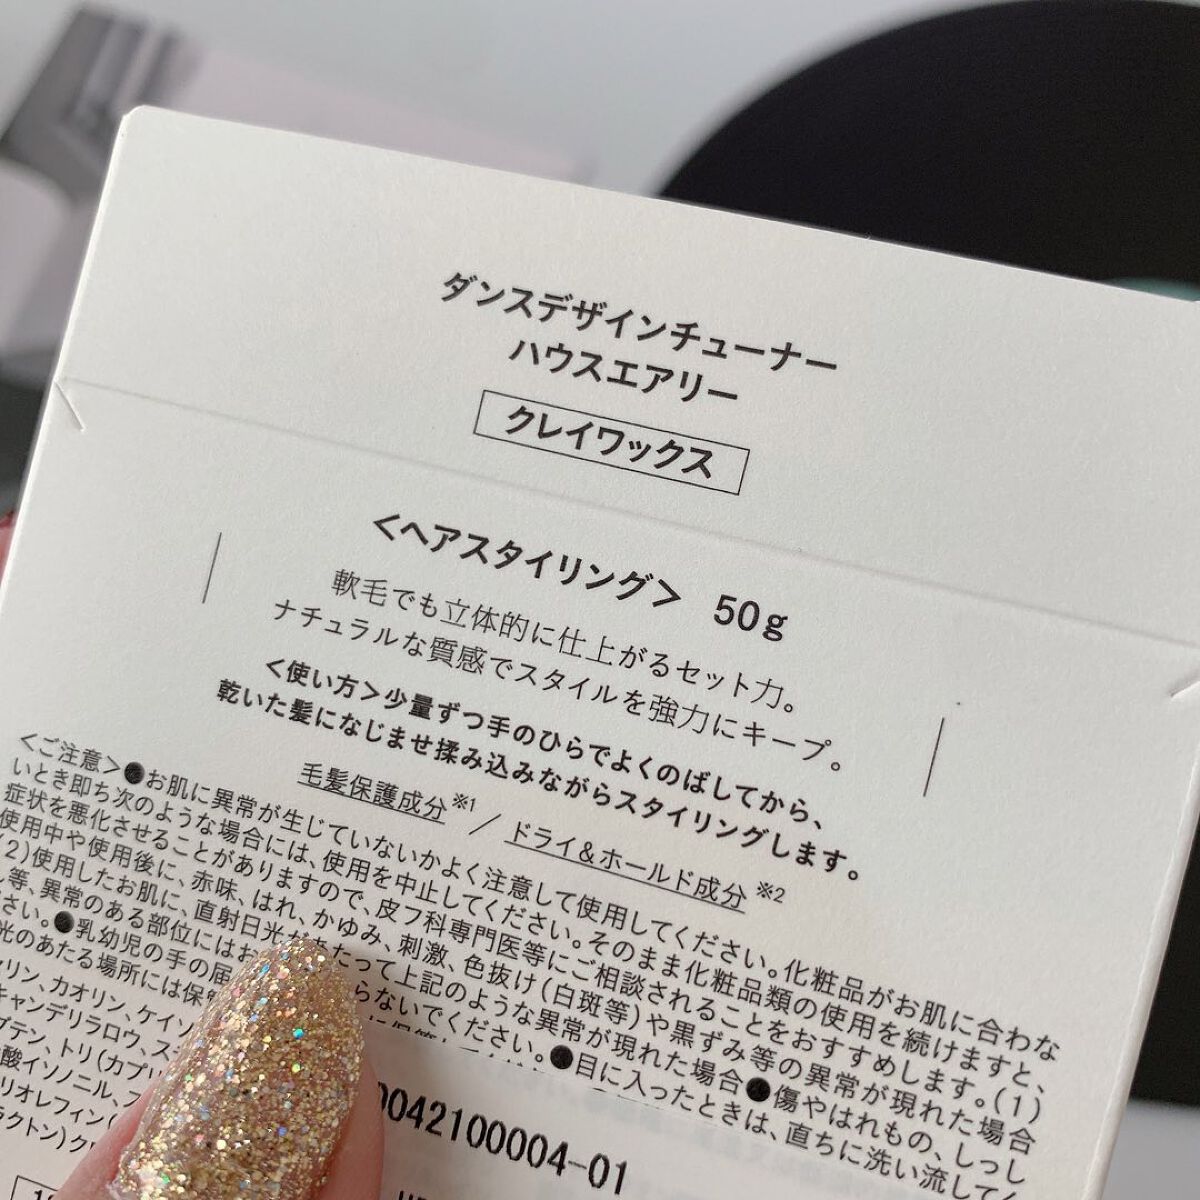 ダンスデザインチューナー
ハウスエアリー
クレイワックス
＜ヘアスタイリング＞ 50g
軟毛でも立体的に仕上がるセット力。
ナチュラルな質感でスタイルを強力にキープ。
＜使い方＞少量ずつ手のひらでよくのばしてから、
乾いた髪になじませ揉み込みながらスタイリングします。
毛髪保護成分※1／ドライ&ホールド成分※2
＜ご注意＞●お肌に異常が生じていないかよく注意して使用してください。化粧品がお肌に合わな
いとき即ち次のような場合には、使用を中止してください。そのまま化粧品類の使用を続けますと、
症状を悪化させることがありますので、皮フ科専門医等にご相談されることをおすすめします。(1)
使用中や使用後に、赤味、はれ、かゆみ、刺激、色抜け(白斑等)や黒ずみ等の異常が現れた場合
(2)使用したお肌に、直射日光があたって上記のような異常が現れた場合●傷やはれもの、しっし
ん等、異常のある部位にはお らないでください。●目に入ったときは、直ちに洗い流してく
ださい。●乳幼児の手の届
光のあたる場所には保管
リン、カオリン、ケイソ
キャンデリラロウ、ス
プテン、トリ(カプリ
酸イソノニル、
リオレフィン(
ラクトン)ク
0042100004-01